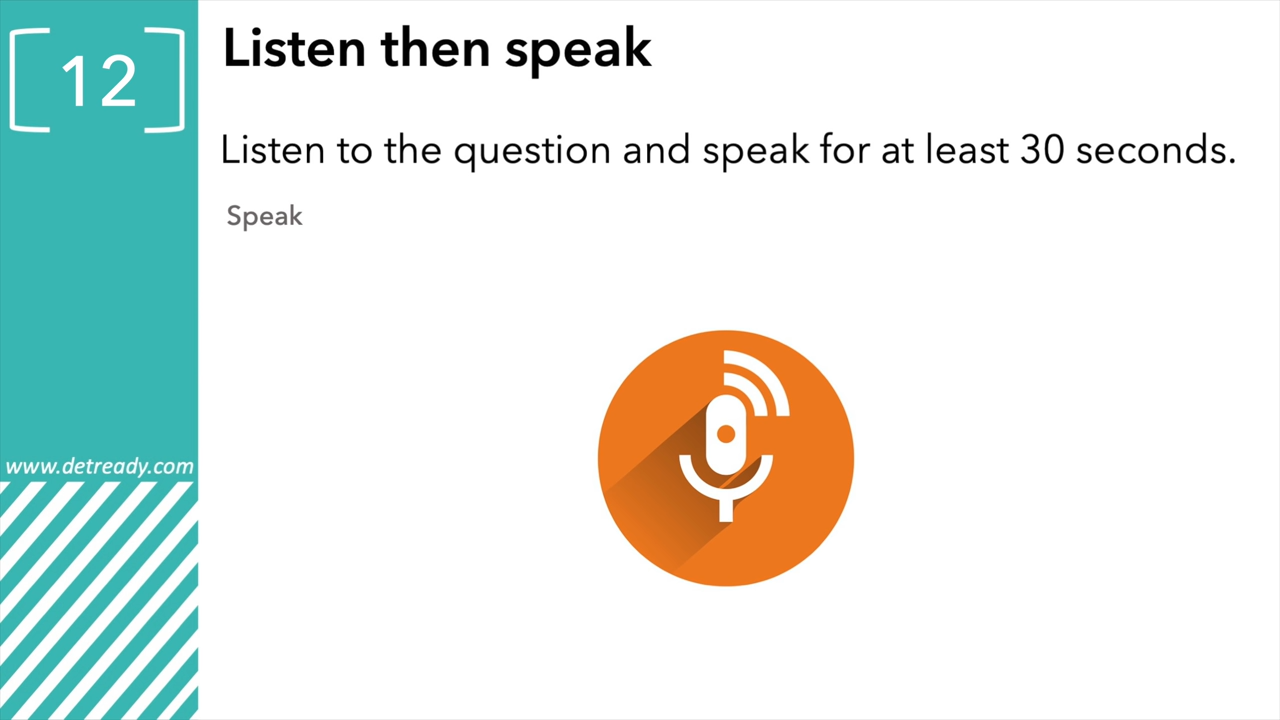 [12]
Listen then speak
Listen to the question and speak for at least 30 seconds.
Speak
www.detready.com